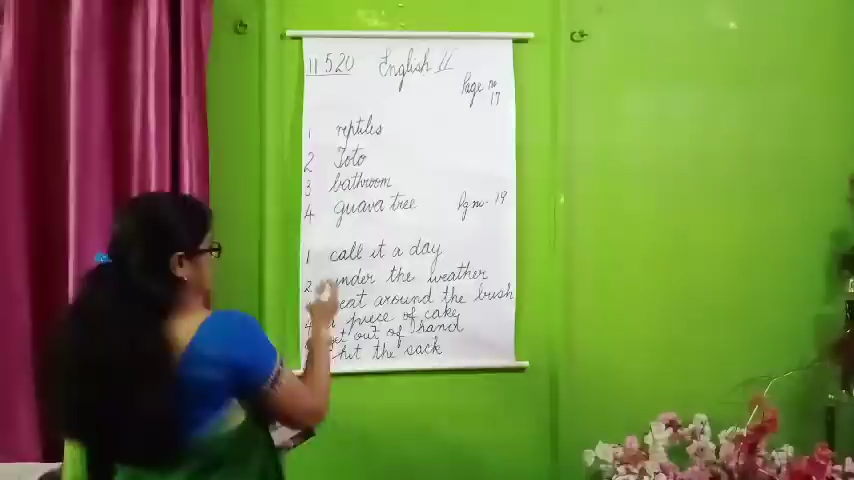 11 5 20 English II
Page no 17
1 reptiles
2 Toto
3 bathroom
4 guava tree Pg no - 19
1 call it a day
2 under the weather
beat around the bush
4 a piece of cake
get out of hand
hit the sack